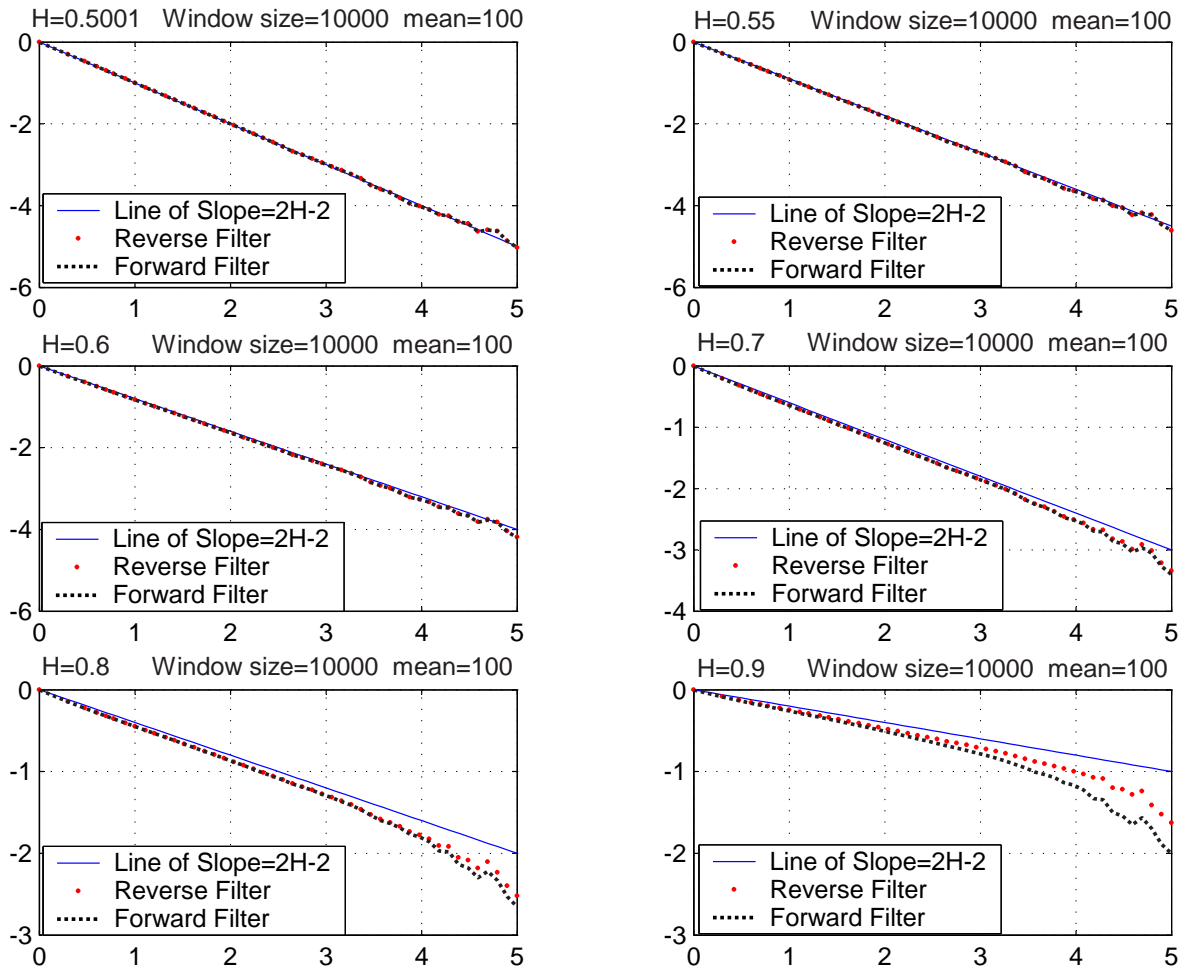 H=0.5001 Window size=10000 mean=100
0
-2
-4
-6
Line of Slope=2H-2
Reverse Filter
Forward Filter
0 1 2 3 4 5
H=0.55 Window size=10000 mean=100
0
-2
-4
-6
Line of Slope=2H-2
Reverse Filter
Forward Filter
0 1 2 3 4 5
H=0.6 Window size=10000 mean=100
0
-2
-4
-6
Line of Slope=2H-2
Reverse Filter
Forward Filter
0 1 2 3 4 5
H=0.7 Window size=10000 mean=100
0
-1
-2
-3
-4
Line of Slope=2H-2
Reverse Filter
Forward Filter
0 1 2 3 4 5
H=0.8 Window size=10000 mean=100
0
-1
-2
-3
Line of Slope=2H-2
Reverse Filter
Forward Filter
0 1 2 3 4 5
H=0.9 Window size=10000 mean=100
0
-1
-2
-3
Line of Slope=2H-2
Reverse Filter
Forward Filter
0 1 2 3 4 5